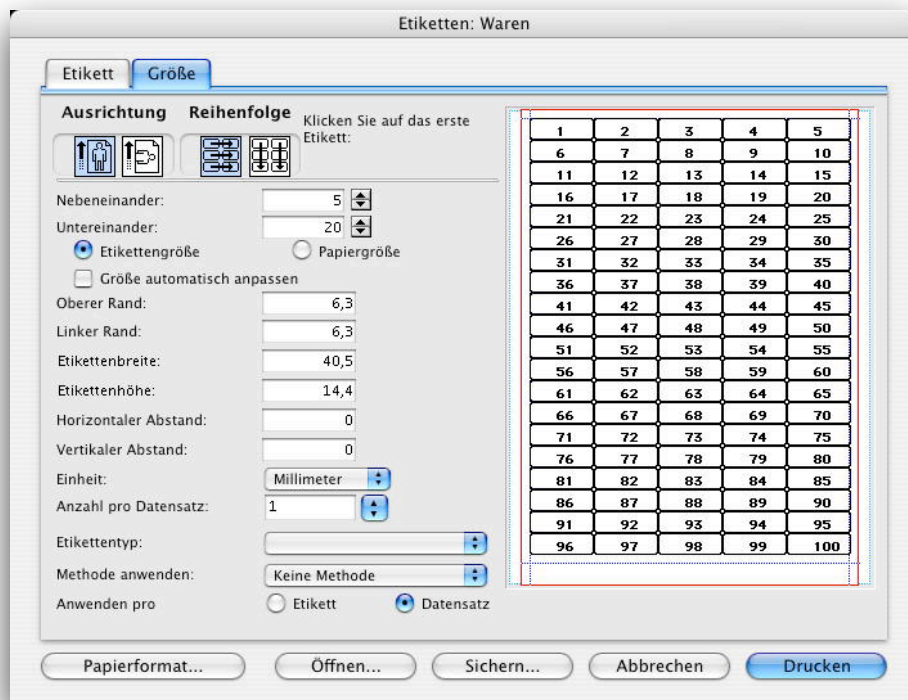 Etiketten: Waren
Etikett Größe
Ausrichtung Reihenfolge
Klicken Sie auf das erste
Etikett:
Nebeneinander: 5
Untereinander: 20
Etikettengröße Papiergröße
Größe automatisch anpassen
Oberer Rand: 6,3
Linker Rand: 6,3
Etikettenbreite: 40,5
Etikettenhöhe: 14,4
Horizontaler Abstand: 0
Vertikaler Abstand: 0
Einheit: Millimeter
Anzahl pro Datensatz: 1
Etikettentyp:
Methode anwenden: Keine Methode
Anwenden pro Etikett Datensatz
1 2 3 4 5
6 7 8 9 10
11 12 13 14 15
16 17 18 19 20
21 22 23 24 25
26 27 28 29 30
31 32 33 34 35
36 37 38 39 40
41 42 43 44 45
46 47 48 49 50
51 52 53 54 55
56 57 58 59 60
61 62 63 64 65
66 67 68 69 70
71 72 73 74 75
76 77 78 79 80
81 82 83 84 85
86 87 88 89 90
91 92 93 94 95
96 97 98 99 100
Papierformat... Öffnen... Sichern... Abbrechen Drucken